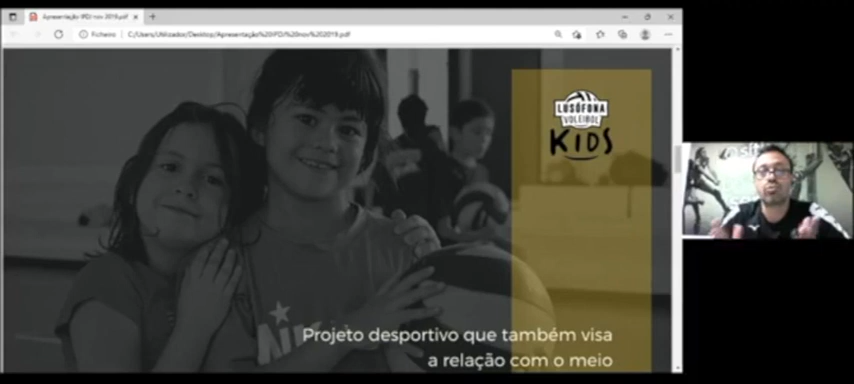 Apresentação IPDJ nov 2019.pdf
Ficheiro
C:/Users/Utilizador/Desktop/Apresentação%20IPDJ%20nov%202019.pdf
LUSÓFONA
VOLEIBOL
KIDS
Projeto desportivo que também visa
a relação com o meio